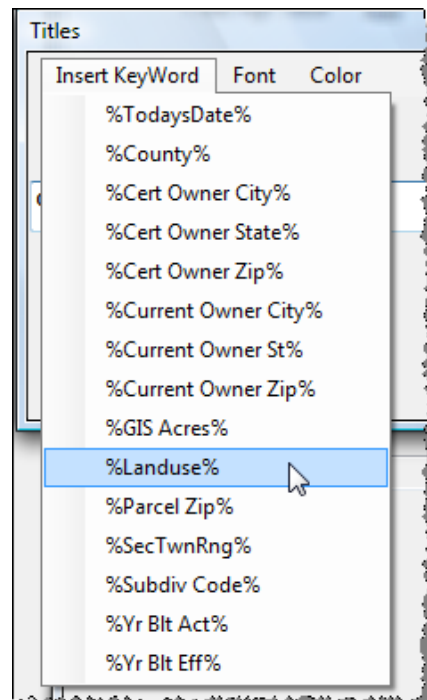 Titles
Insert KeyWord Font Color
%TodaysDate%
%County%
%Cert Owner City%
%Cert Owner State%
%Cert Owner Zip%
%Current Owner City%
%Current Owner St%
%Current Owner Zip%
%GIS Acres%
%Landuse%
%Parcel Zip%
%SecTwnRng%
%Subdiv Code%
%Yr Blt Act%
%Yr Blt Eff%